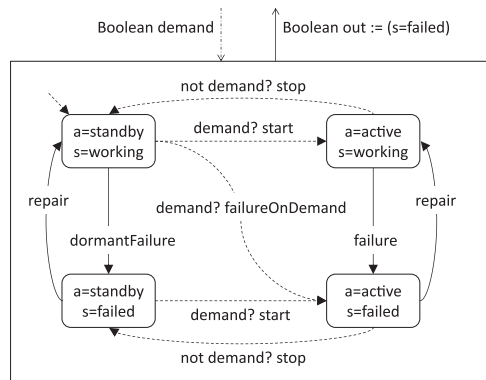 Boolean demand
Boolean out := (s=failed)
not demand? stop
a=standby
s=working
demand? start
a=active
s=working
repair
demand? failureOnDemand
repair
dormantFailure
failure
a=standby
s=failed
demand? start
a=active
s=failed
not demand? stop